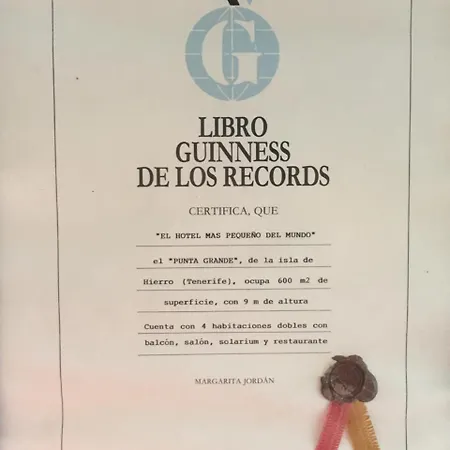 G
LIBRO
GUINNESS
DE LOS RECORDS
CERTIFICA, QUE
"EL HOTEL MAS PEQUEÑO DEL MUNDO"
el "PUNTA GRANDE", de la isla de
Hierro (Tenerife), ocupa 600 m2 de
superficie, con 9 m de altura
Cuenta con 4 habitaciones dobles con
balcón, salón, solarium y restaurante
MARGARITA JORDÁN